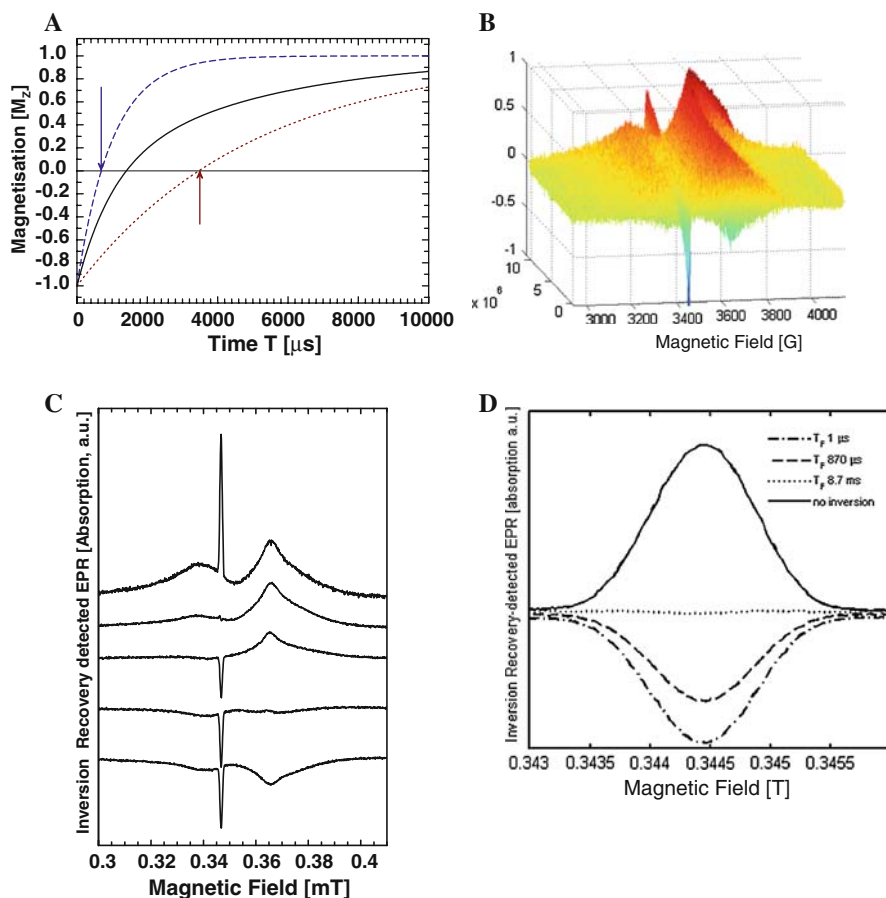 A
Magnetisation [Mz]
1.0
0.8
0.6
0.4
0.2
0.0
-0.2
-0.4
-0.6
-0.8
-1.0
0 2000 4000 6000 8000 10000
Time T [µs]
B
1
0.5
0
-0.5
-1
10
5
0
x 10⁶
3000 3200 3400 3600 3800 4000
Magnetic Field [G]
C
Inversion Recovery detected EPR [Absorption, a.u.]
0.3 0.32 0.34 0.36 0.38 0.4
Magnetic Field [mT]
D
Inversion Recovery-detected EPR [absorption a.u.]
T_F 1 µs
T_F 870 µs
T_F 8.7 ms
no inversion
0.343 0.3435 0.344 0.3445 0.345 0.3455
Magnetic Field [T]